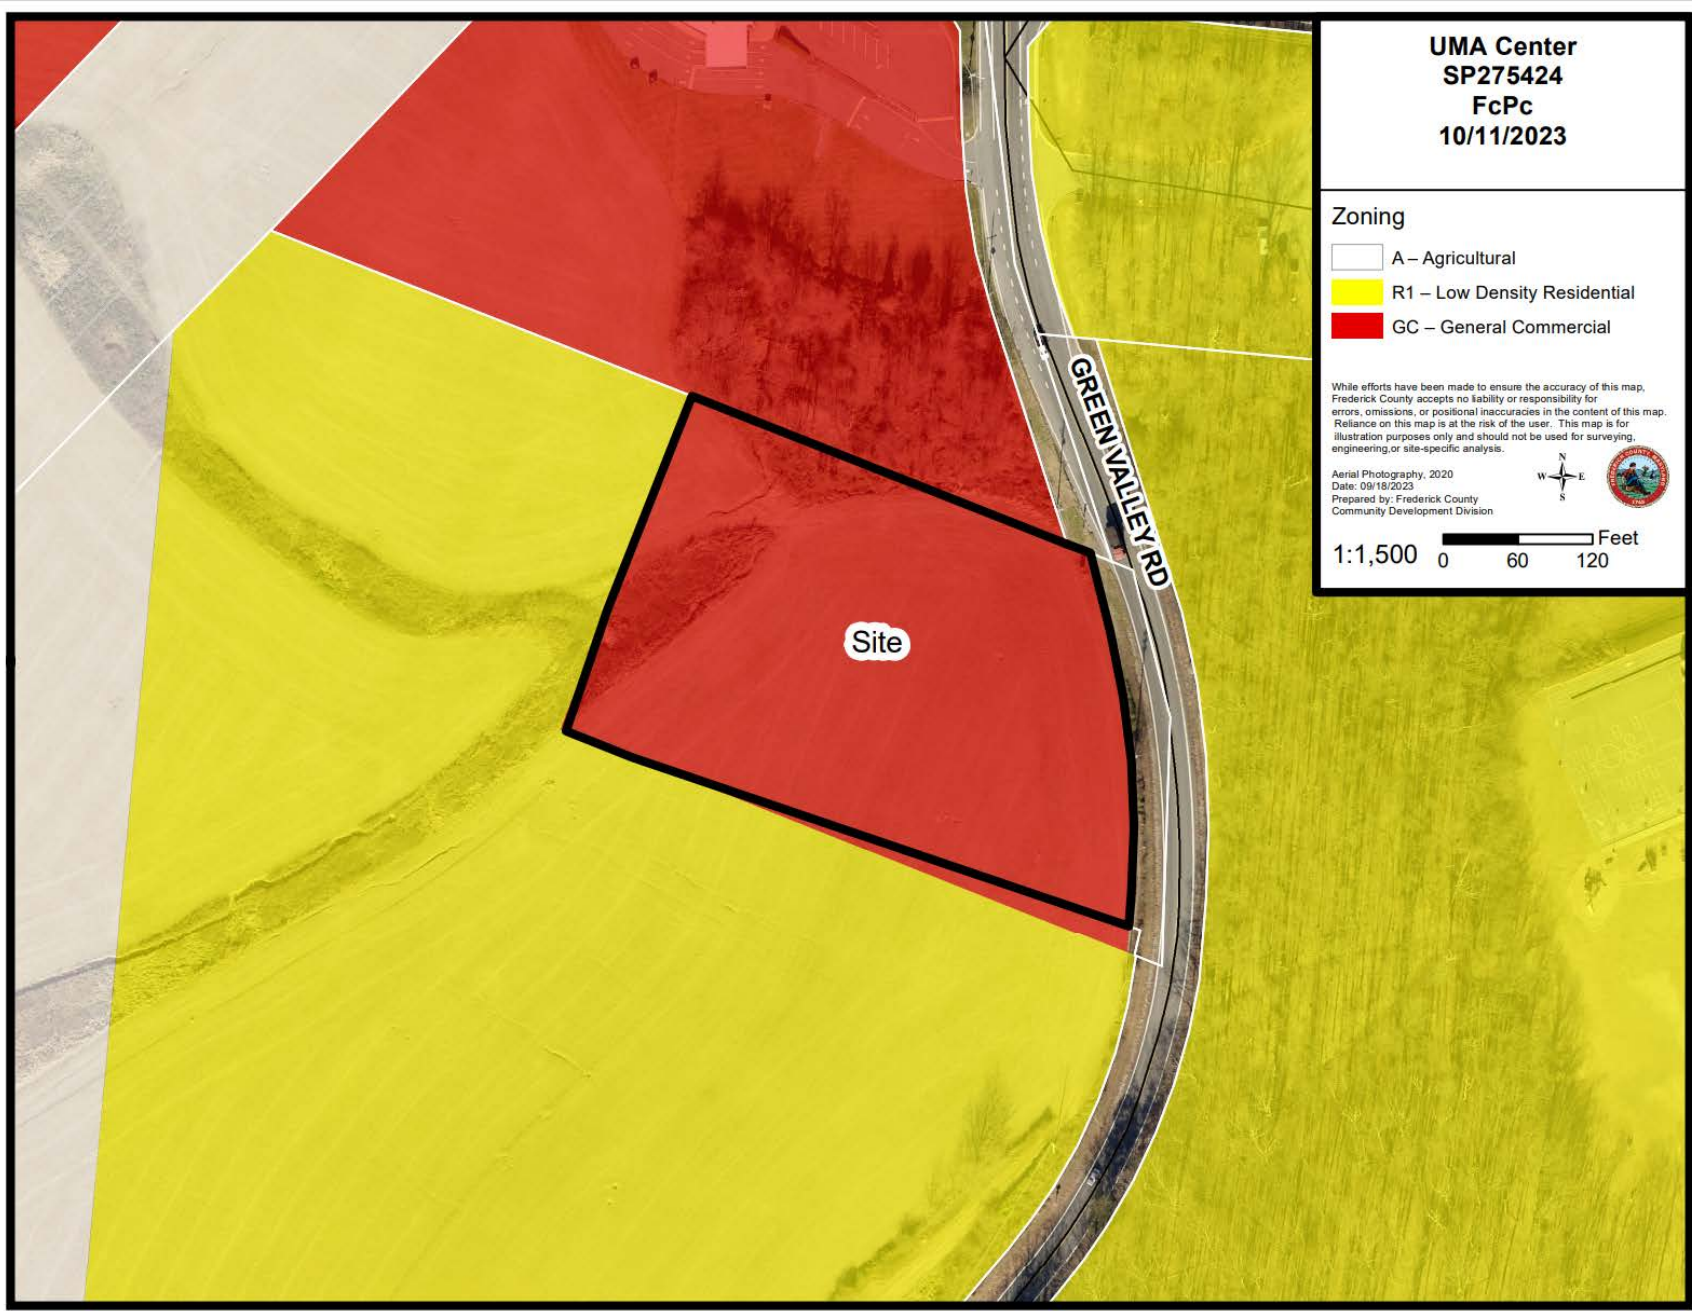 UMA Center
SP275424
FcPc
10/11/2023
Zoning
A – Agricultural
R1 – Low Density Residential
GC – General Commercial
While efforts have been made to ensure the accuracy of this map,
Frederick County accepts no liability or responsibility for
errors, omissions, or positional inaccuracies in the content of this map.
Reliance on this map is at the risk of the user. This map is for
illustration purposes only and should not be used for surveying,
engineering,or site-specific analysis.
Aerial Photography, 2020
Date: 09/18/2023
Prepared by: Frederick County
Community Development Division
N
W E
S
1:1,500
Feet
0 60 120
GREEN VALLEY RD
Site